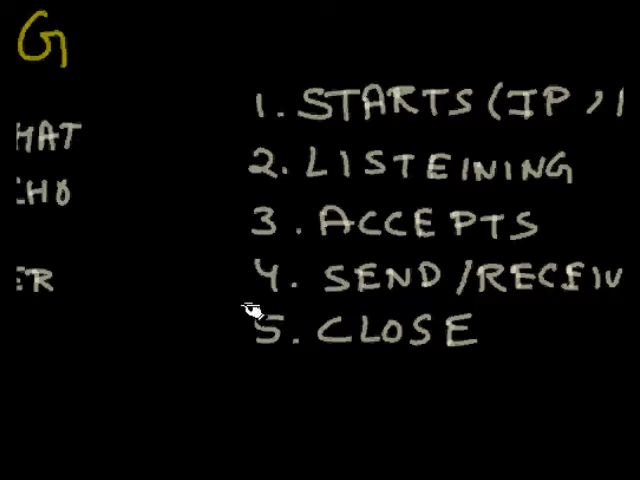 G
HAT
CHO
ER
1. STARTS (IP ,
2. LISTEINING
3. ACCEPTS
4. SEND /RECEIV
5. CLOSE